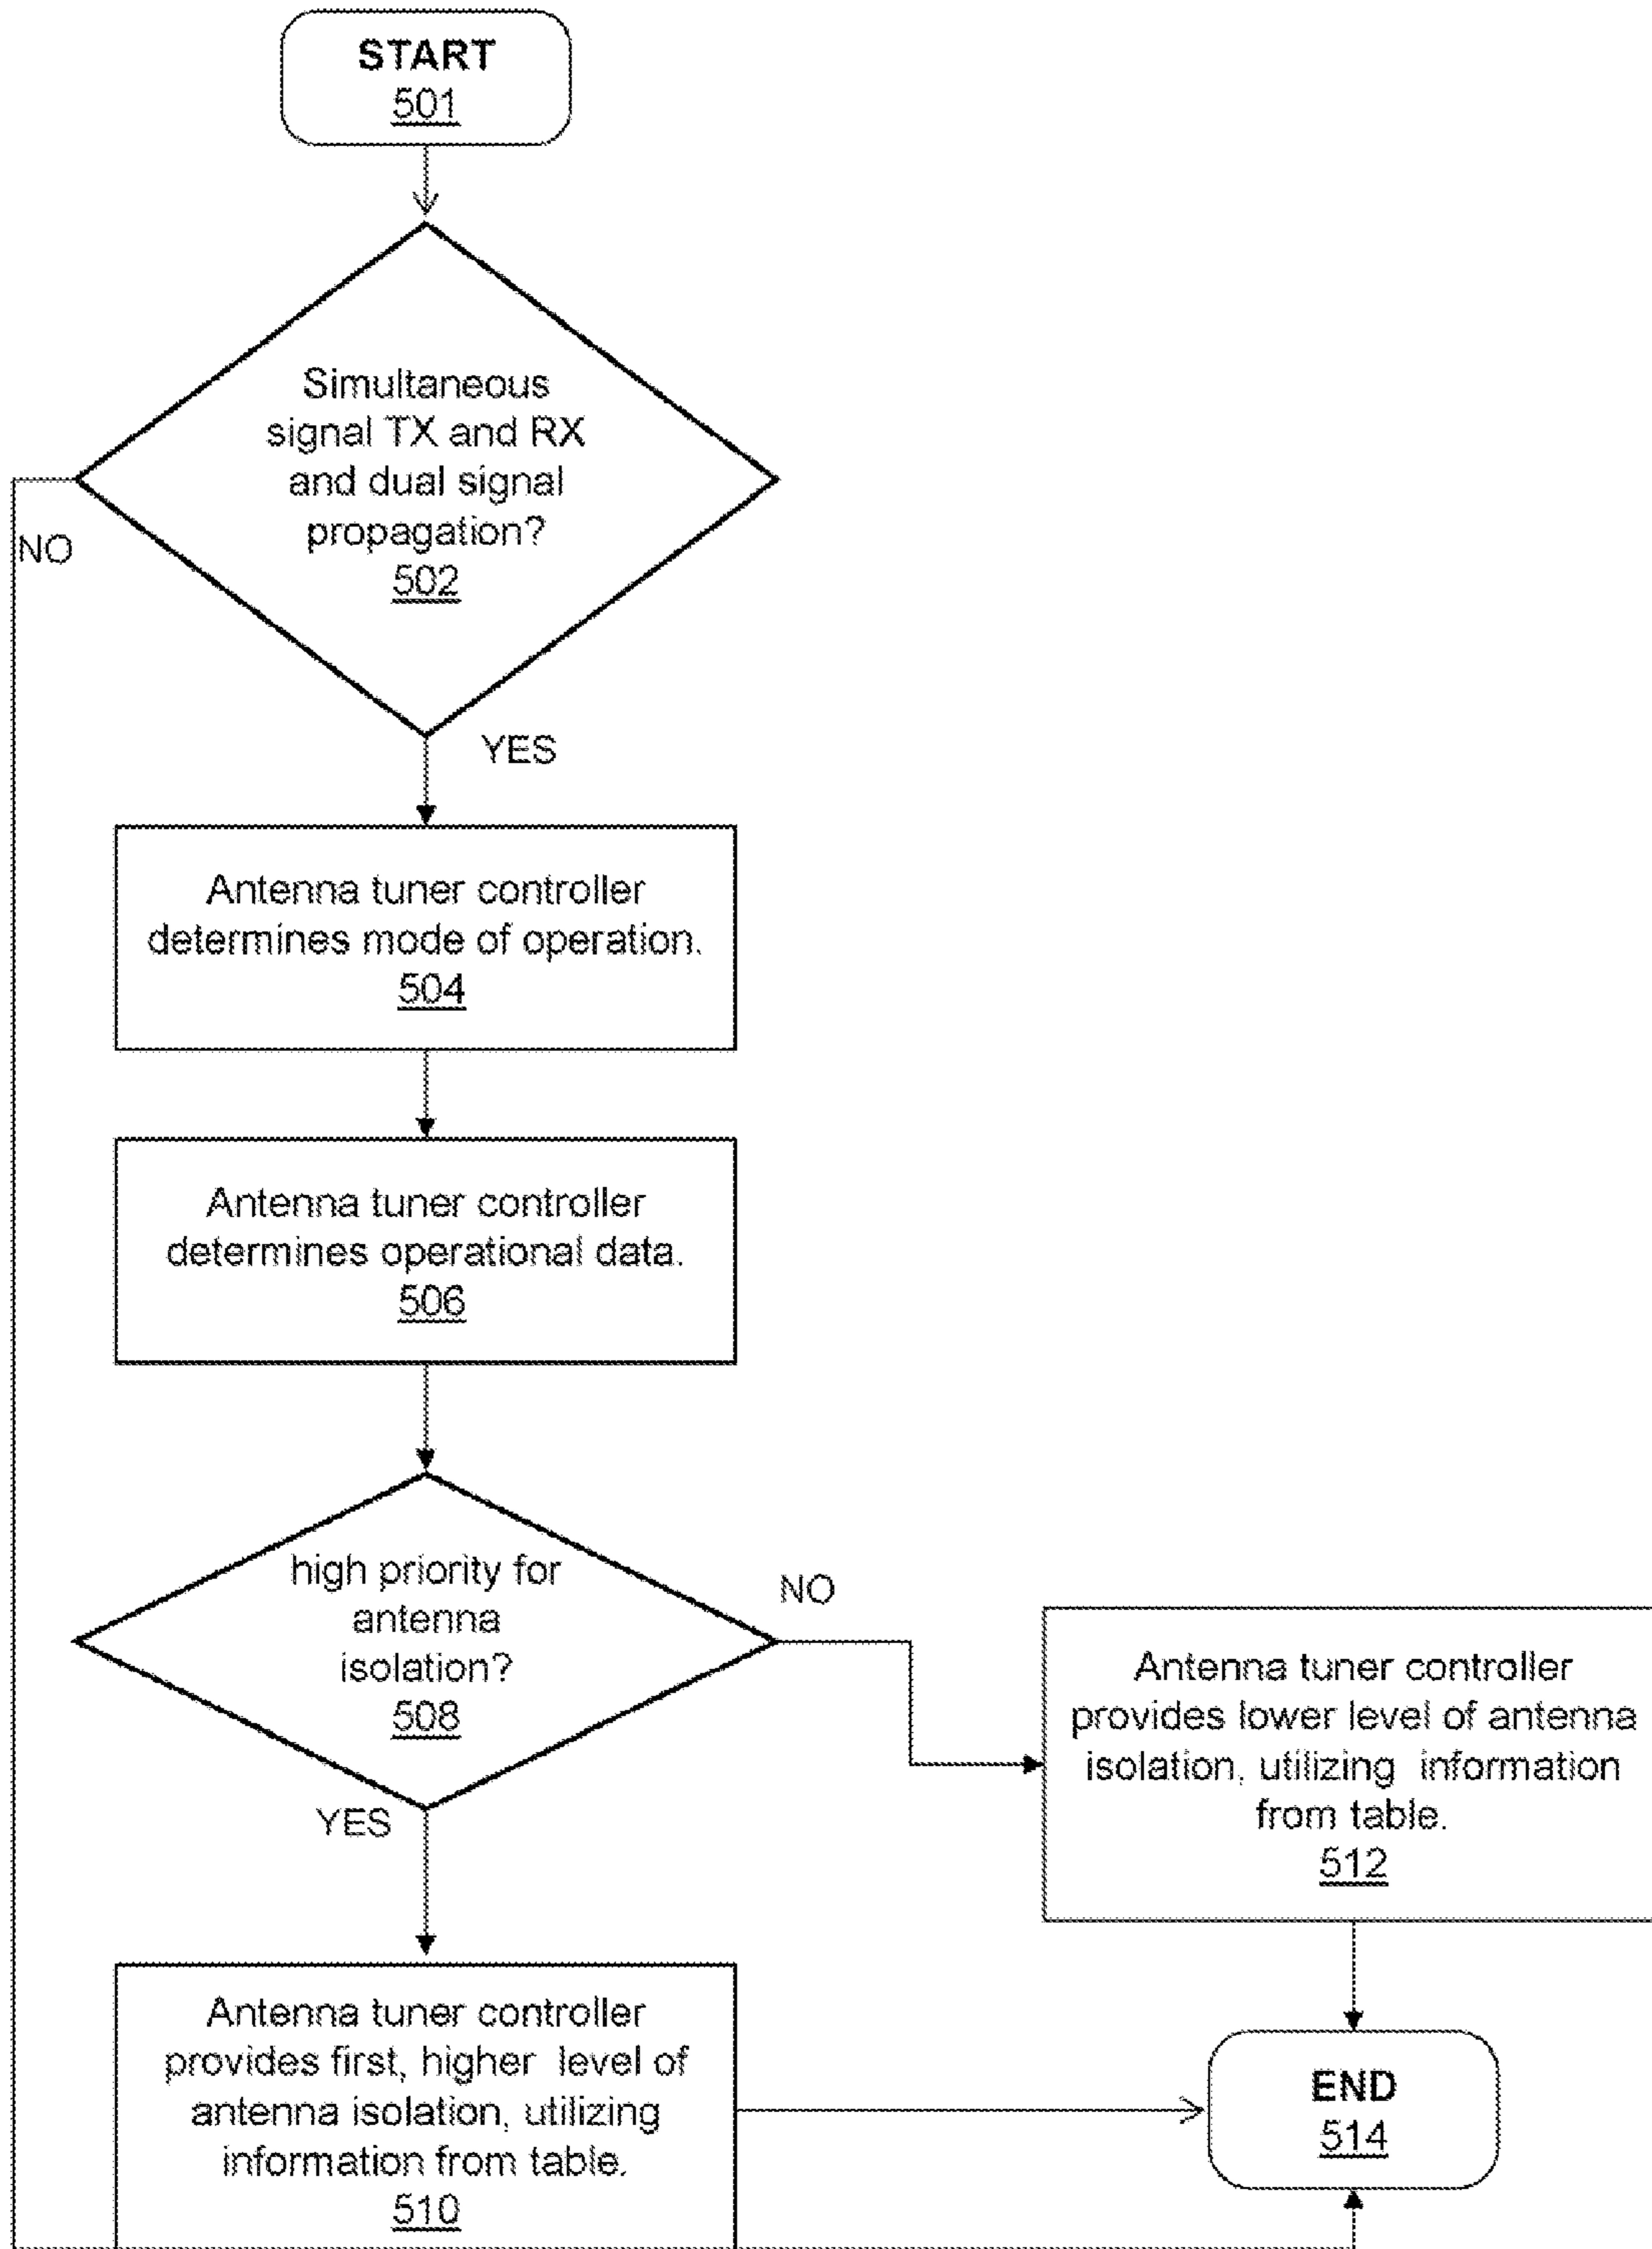 START
501
Simultaneous
signal TX and RX
and dual signal
propagation?
502
NO
YES
Antenna tuner controller
determines mode of operation.
504
Antenna tuner controller
determines operational data.
506
high priority for
antenna
isolation?
508
NO
YES
Antenna tuner controller
provides lower level of antenna
isolation, utilizing information
from table.
512
Antenna tuner controller
provides first, higher level of
antenna isolation, utilizing
information from table.
510
END
514